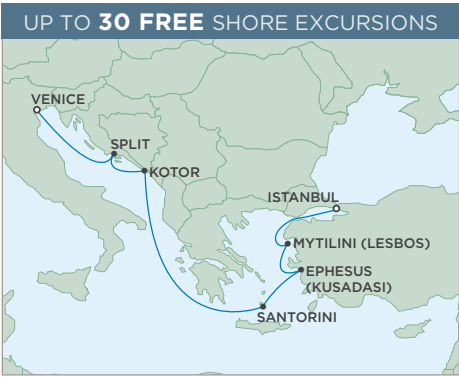 UP TO 30 FREE SHORE EXCURSIONS
VENICE
SPLIT
KOTOR
ISTANBUL
MYTILINI (LESBOS)
EPHESUS
(KUSADASI)
SANTORINI